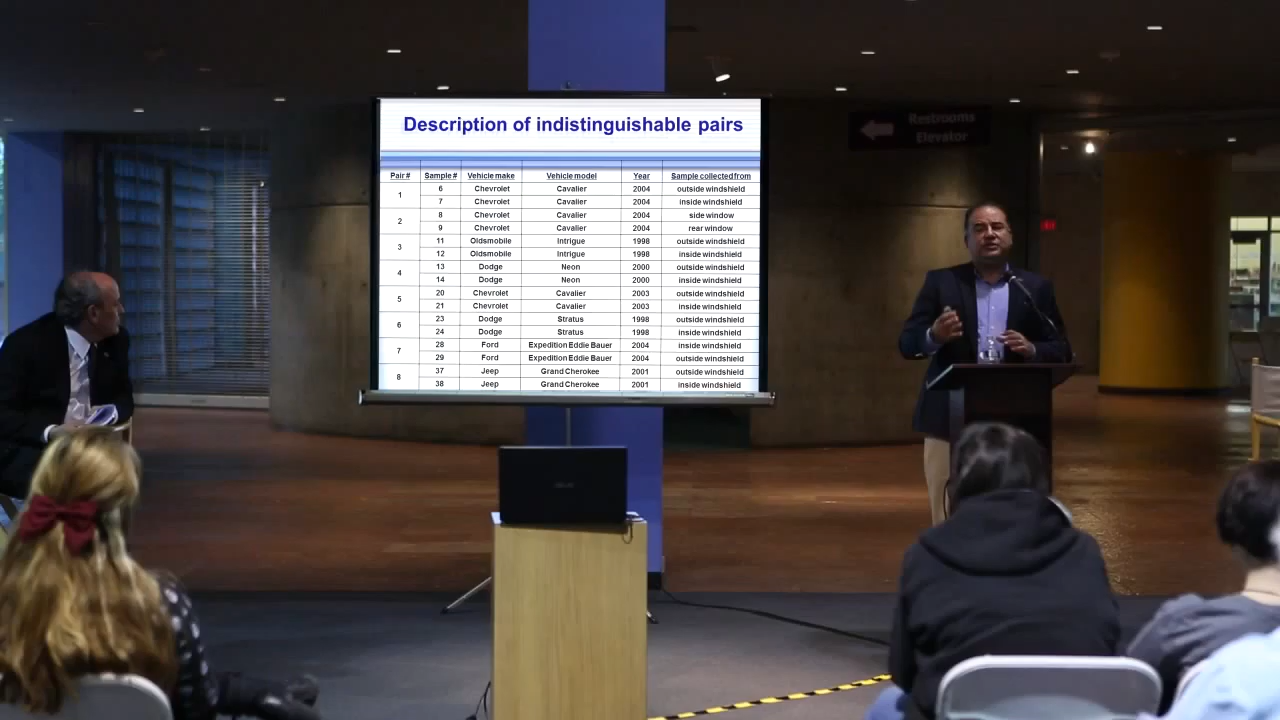 Description of indistinguishable pairs
Pair # Sample # Vehicle make Vehicle model Year Sample collected from
1 6 Chevrolet Cavalier 2004 outside windshield
7 Chevrolet Cavalier 2004 inside windshield
2 8 Chevrolet Cavalier 2004 side window
9 Chevrolet Cavalier 2004 rear window
3 11 Oldsmobile Intrigue 1998 outside windshield
12 Oldsmobile Intrigue 1998 inside windshield
4 13 Dodge Neon 2000 outside windshield
14 Dodge Neon 2000 inside windshield
5 20 Chevrolet Cavalier 2003 outside windshield
21 Chevrolet Cavalier 2003 inside windshield
6 23 Dodge Stratus 1998 outside windshield
24 Dodge Stratus 1998 inside windshield
7 28 Ford Expedition Eddie Bauer 2004 inside windshield
29 Ford Expedition Eddie Bauer 2004 outside windshield
8 37 Jeep Grand Cherokee 2001 outside windshield
38 Jeep Grand Cherokee 2001 inside windshield
Restrooms
Elevator